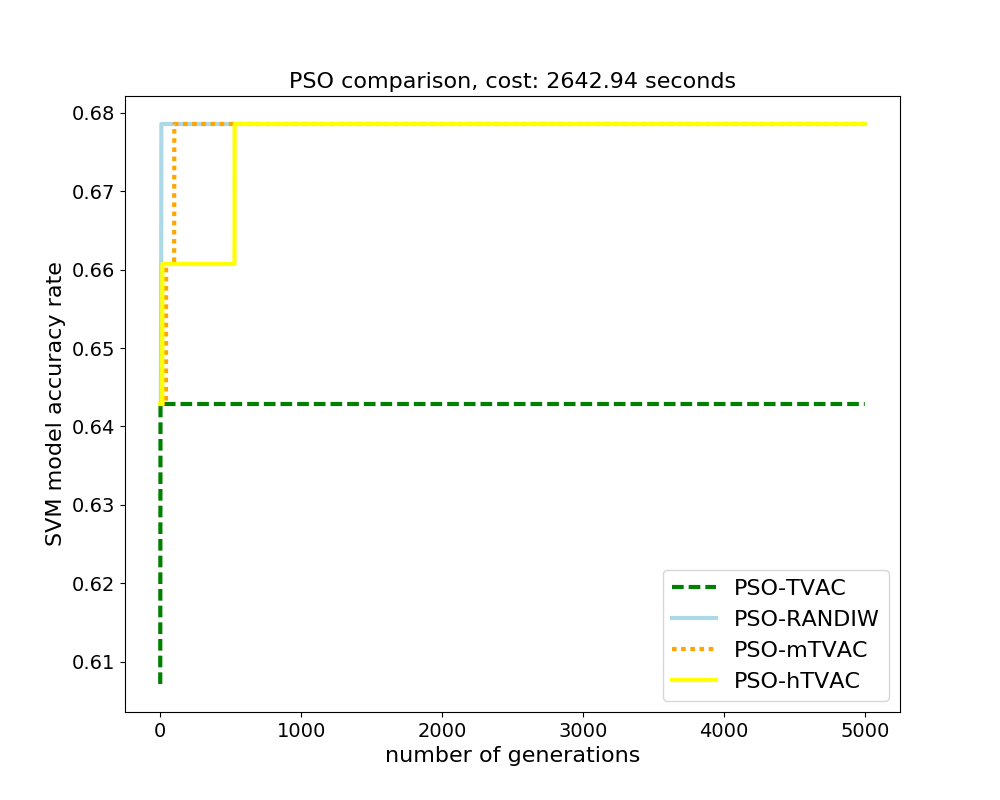 PSO comparison, cost: 2642.94 seconds
SVM model accuracy rate
0.68
0.67
0.66
0.65
0.64
0.63
0.62
0.61
PSO-TVAC
PSO-RANDIW
PSO-mTVAC
PSO-hTVAC
0 1000 2000 3000 4000 5000
number of generations